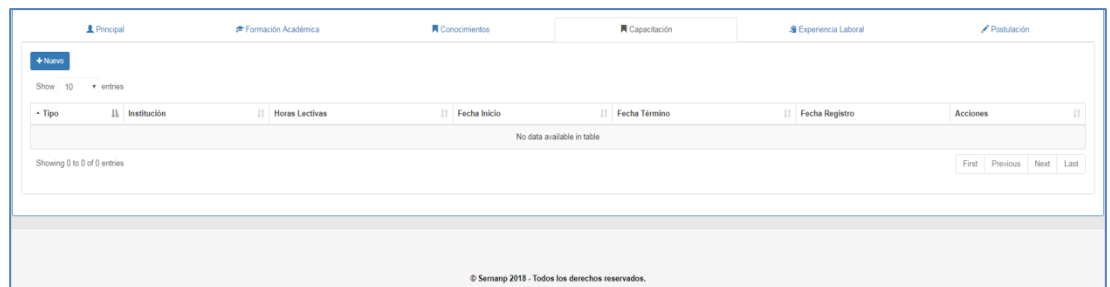 Principal Formación Académica Conocimientos Capacitación Experiencia Laboral Postulación
+ Nuevo
Show 10 entries
Tipo Institución Horas Lectivas Fecha Inicio Fecha Término Fecha Registro Acciones
No data available in table
Showing 0 to 0 of 0 entries First Previous Next Last
© Sernanp 2018 - Todos los derechos reservados.